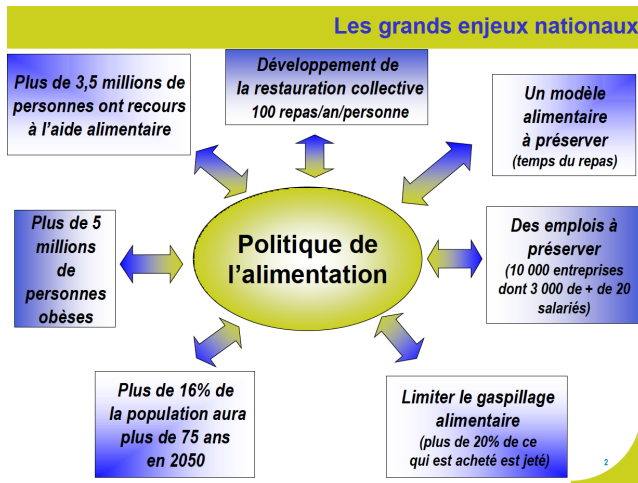 Les grands enjeux nationaux
Plus de 3,5 millions de
personnes ont recours
à l'aide alimentaire
Développement de
la restauration collective
100 repas/an/personne
Un modèle
alimentaire
à préserver
(temps du repas)
Plus de 5
millions
de
personnes
obèses
Politique de
l'alimentation
Des emplois à
préserver
(10 000 entreprises
dont 3 000 de + de 20
salariés)
Plus de 16% de
la population aura
plus de 75 ans
en 2050
Limiter le gaspillage
alimentaire
(plus de 20% de ce
qui est acheté est jeté)
2